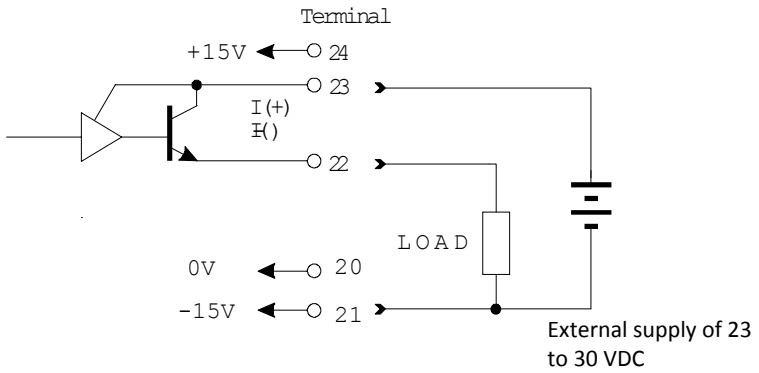 Terminal
+15V 24
23
I(+)
I-()
22
LOAD
0V 20
-15V 21
External supply of 23
to 30 VDC